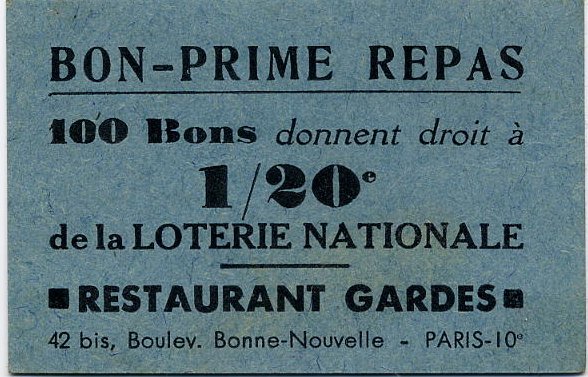 BON-PRIME REPAS
100 Bons donnent droit à
1/20e
de la LOTERIE NATIONALE
■ RESTAURANT GARDES ■
42 bis, Boulev. Bonne-Nouvelle - PARIS-10e